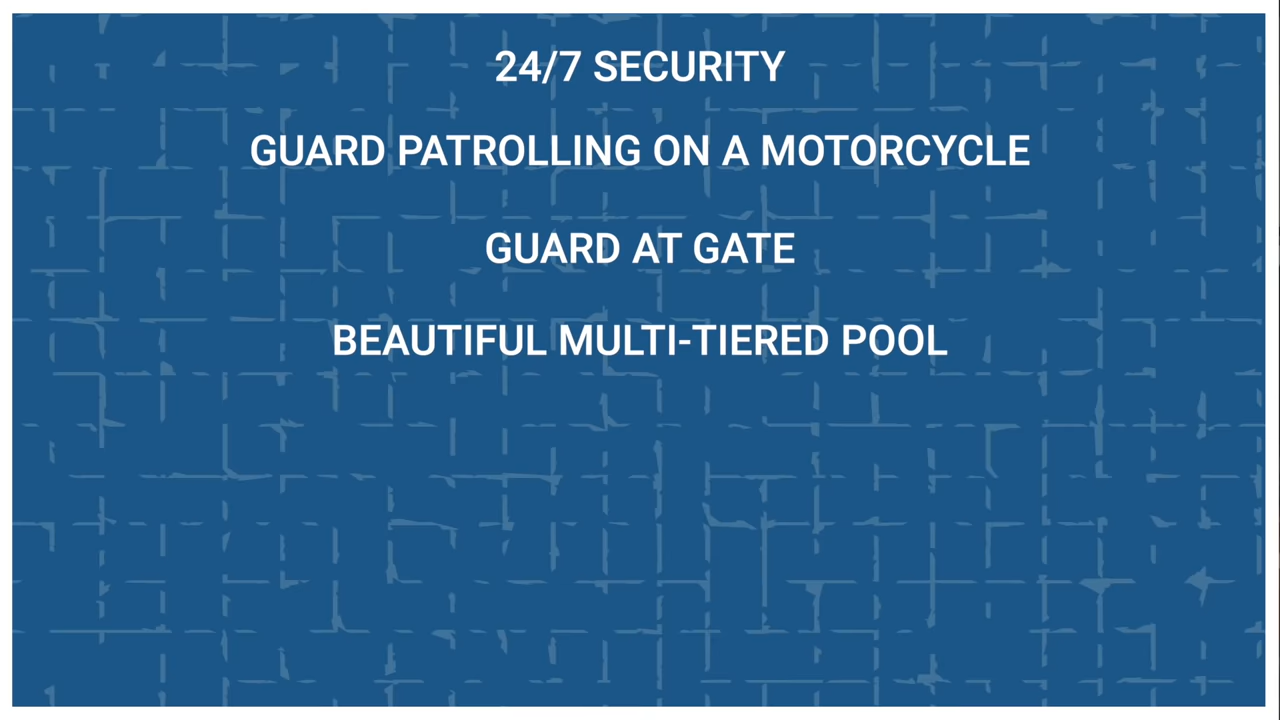 24/7 SECURITY
GUARD PATROLLING ON A MOTORCYCLE
GUARD AT GATE
BEAUTIFUL MULTI-TIERED POOL